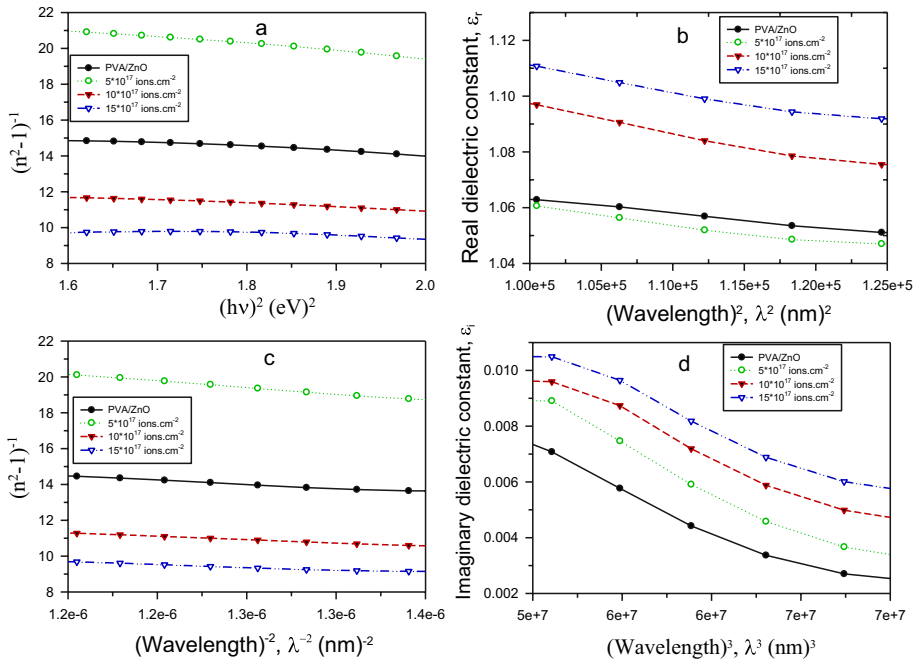 a
(n²-1)⁻¹
22
20
18
16
14
12
10
8
PVA/ZnO
5*10¹⁷ ions.cm⁻²
10*10¹⁷ ions.cm⁻²
15*10¹⁷ ions.cm⁻²
1.6 1.7 1.8 1.9 2.0
(hν)² (eV)²
b
Real dielectric constant, εr
1.12
1.10
1.08
1.06
1.04
PVA/ZnO
5*10¹⁷ ions.cm⁻²
10*10¹⁷ ions.cm⁻²
15*10¹⁷ ions.cm⁻²
1.00e+5 1.05e+5 1.10e+5 1.15e+5 1.20e+5 1.25e+5
(Wavelength)², λ² (nm)²
c
(n²-1)⁻¹
22
20
18
16
14
12
10
8
PVA/ZnO
5*10¹⁷ ions.cm⁻²
10*10¹⁷ ions.cm⁻²
15*10¹⁷ ions.cm⁻²
1.2e-6 1.2e-6 1.3e-6 1.3e-6 1.4e-6
(Wavelength)⁻², λ⁻² (nm)⁻²
d
Imaginary dielectric constant, εi
0.010
0.008
0.006
0.004
0.002
PVA/ZnO
5*10¹⁷ ions.cm⁻²
10*10¹⁷ ions.cm⁻²
15*10¹⁷ ions.cm⁻²
5e+7 6e+7 6e+7 7e+7 7e+7
(Wavelength)³, λ³ (nm)³